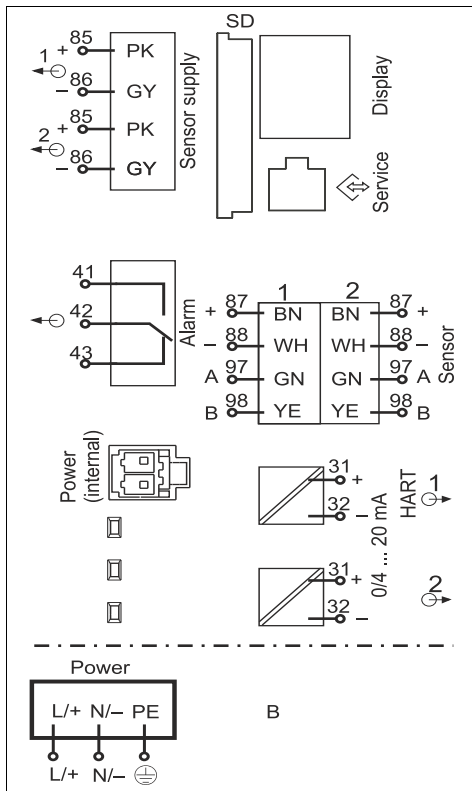 SD
1 + 85 PK
- 86 GY
2 + 85 PK
- 86 GY
Sensor supply
Display
Service
41
42
43
Alarm
1 2
+ 87 BN BN 87 +
- 88 WH WH 88 -
A 97 GN GN 97 A
B 98 YE YE 98 B
Sensor
Power
(internal)
31 +
32 -
31 +
32 -
0/4 ... 20 mA
HART
1
2
Power
L/+ N/- PE
L/+ N/-
B